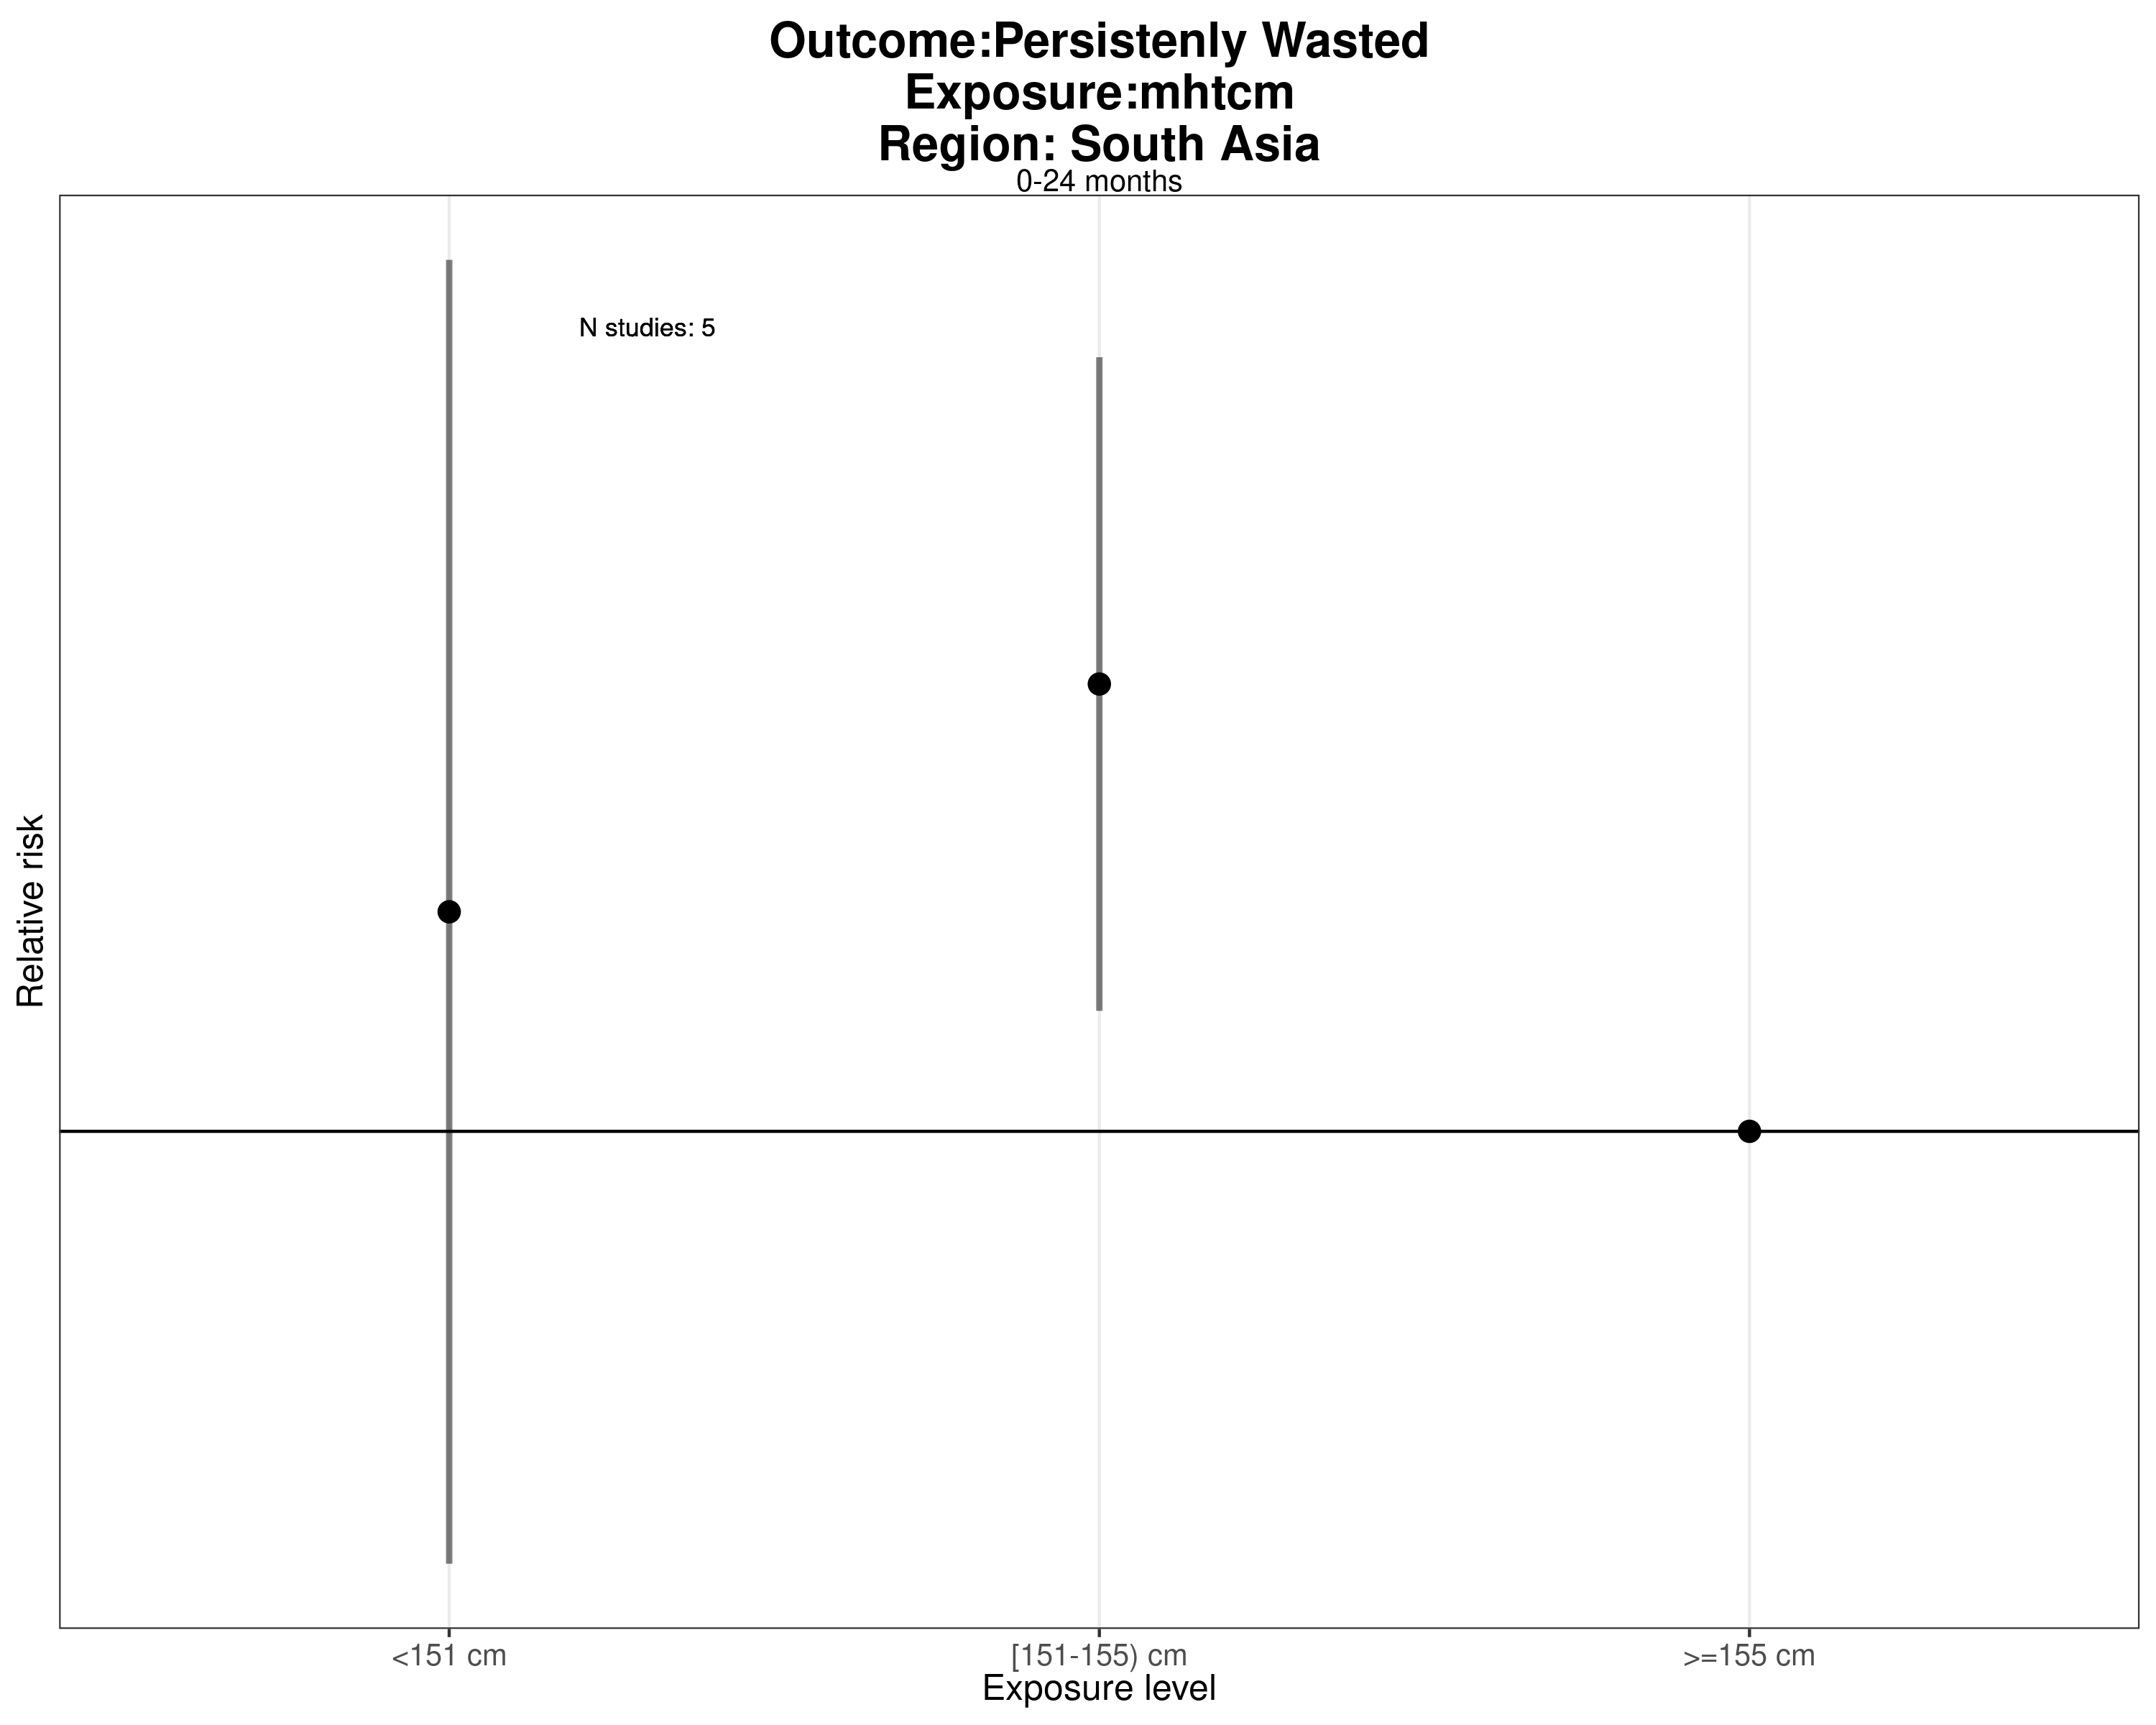 Outcome:Persistenly Wasted
Exposure:mhtcm
Region: South Asia
0-24 months
N studies: 5
Relative risk
<151 cm
[151-155) cm
>=155 cm
Exposure level